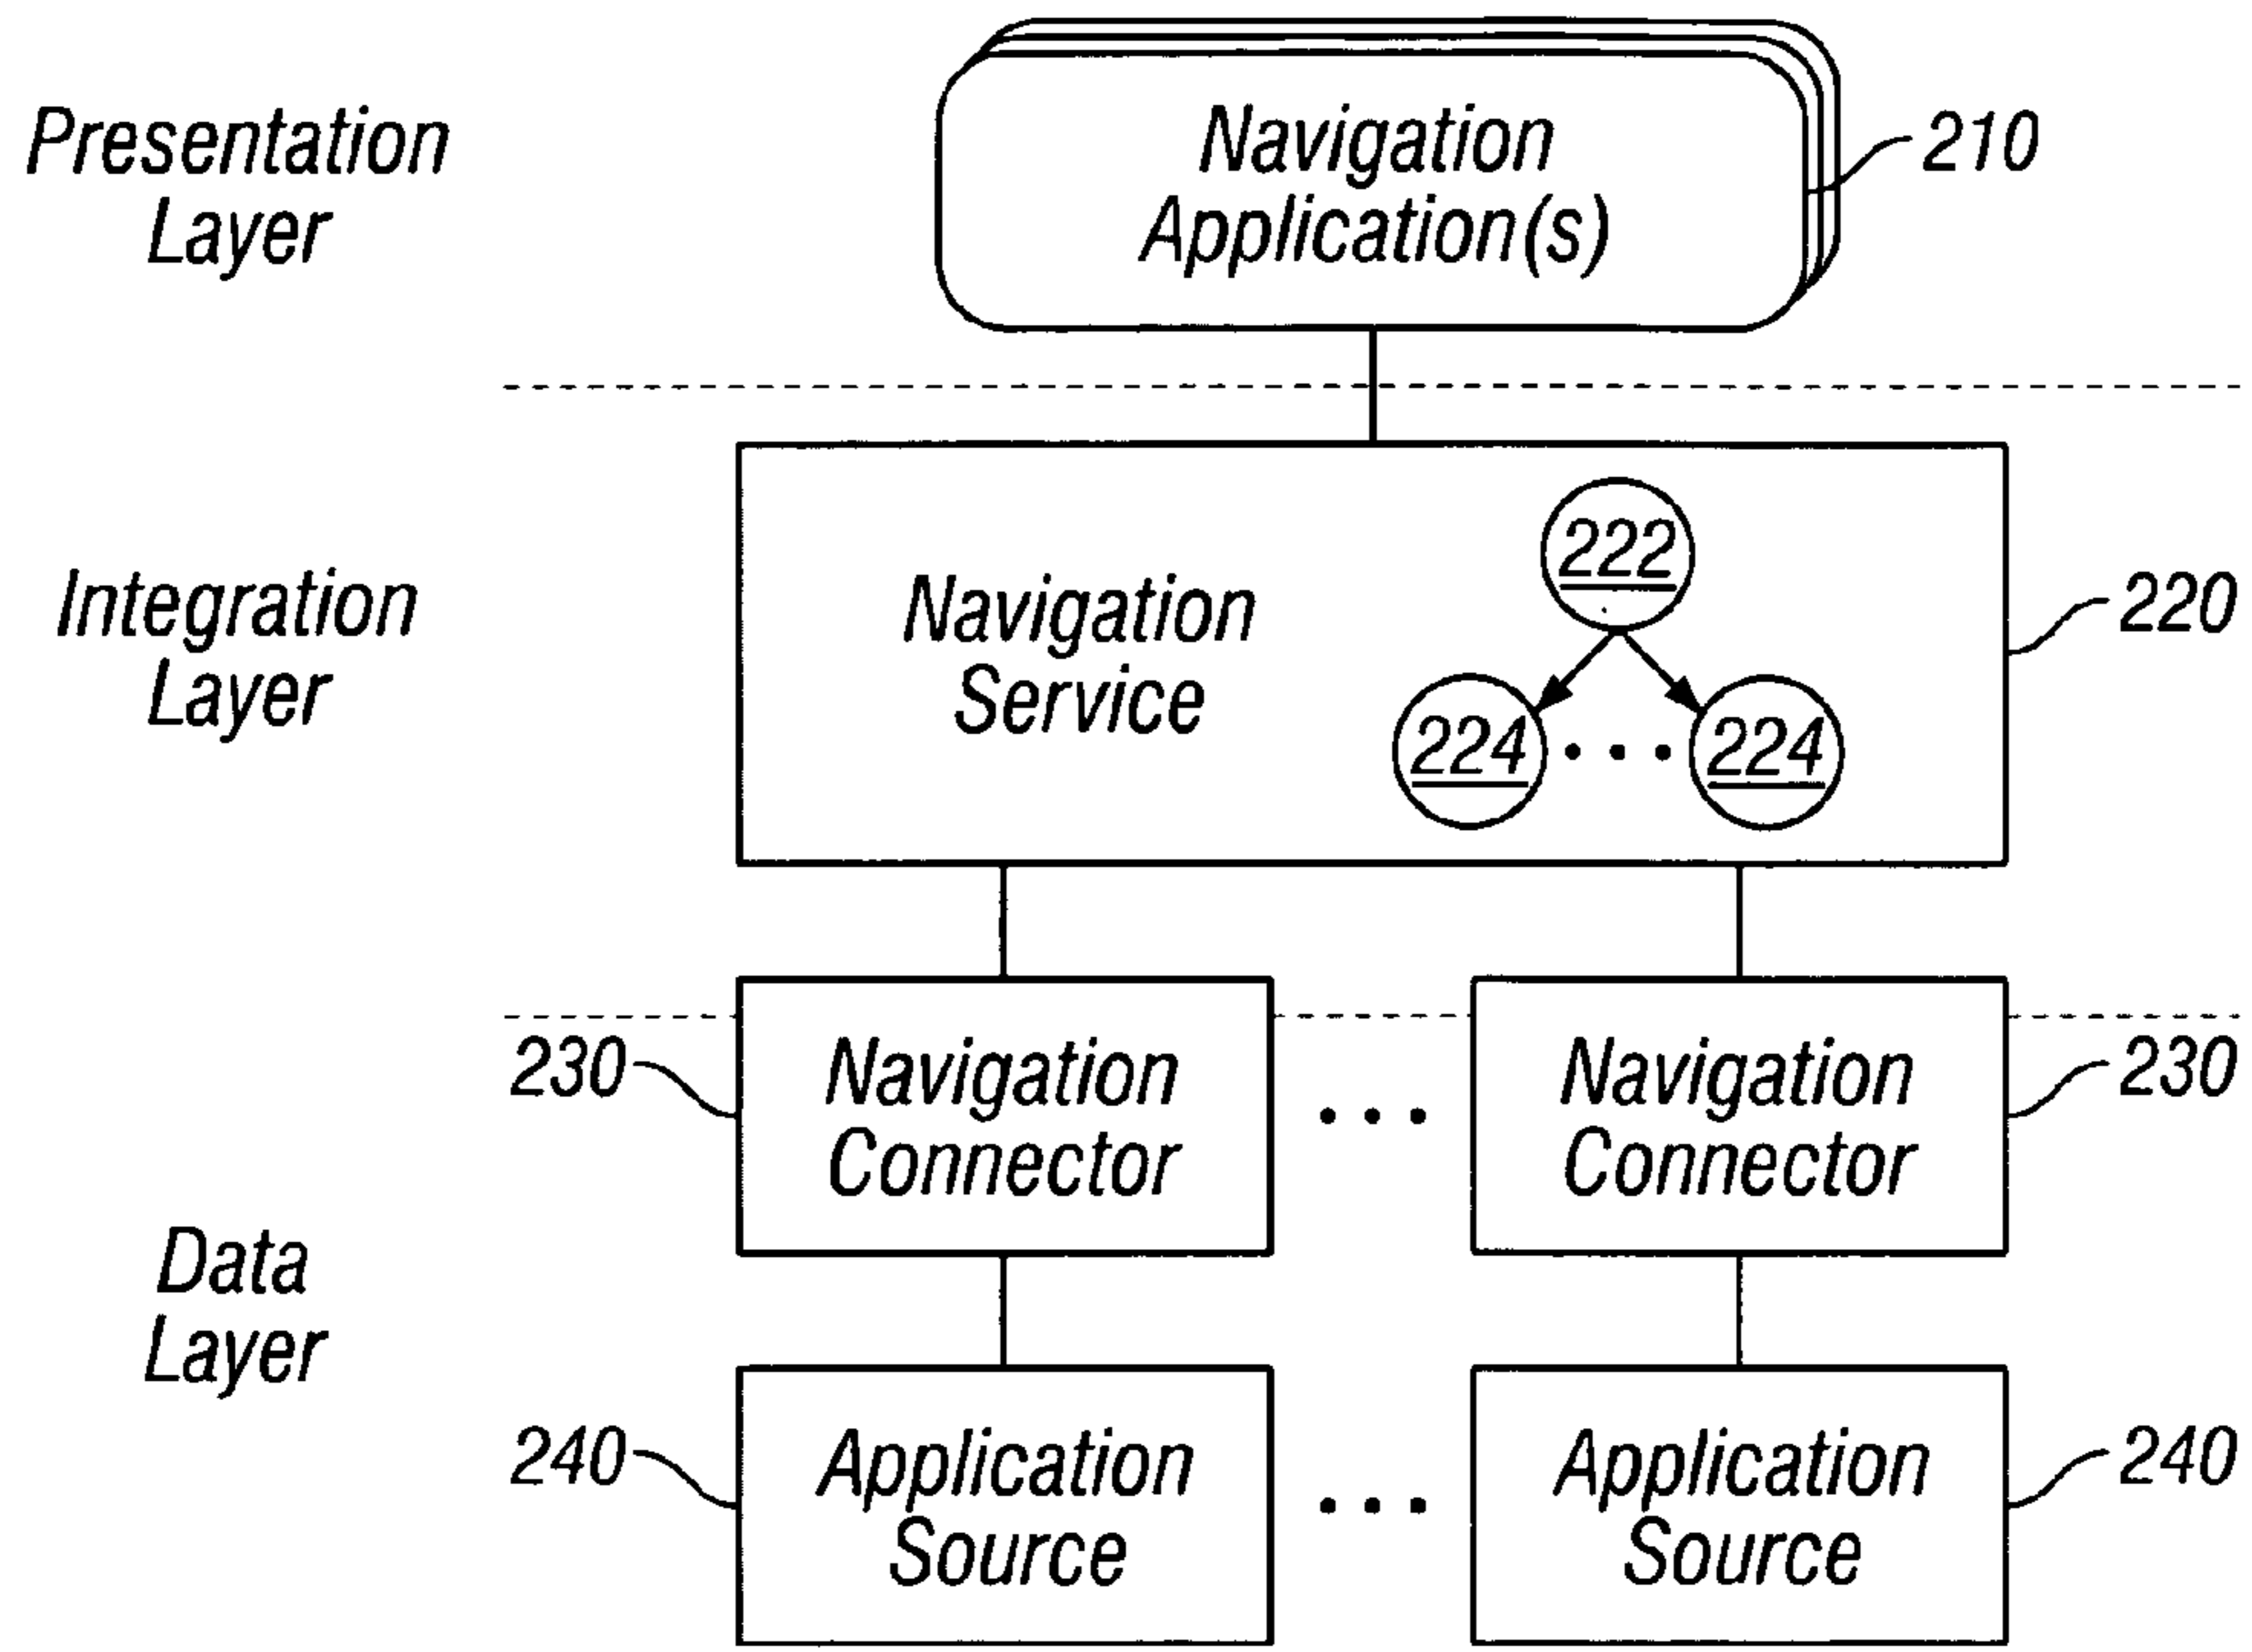 Presentation
Layer
Navigation
Application(s)
210
Integration
Layer
Navigation
Service
222
224
224
220
Data
Layer
230
Navigation
Connector
Navigation
Connector
230
240
Application
Source
Application
Source
240